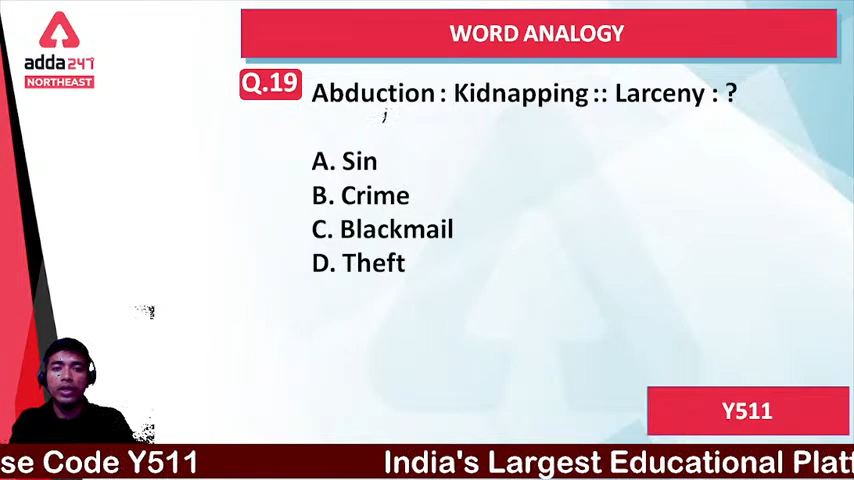 WORD ANALOGY
adda247
NORTHEAST
Q.19 Abduction : Kidnapping :: Larceny : ?
A. Sin
B. Crime
C. Blackmail
D. Theft
Y511
se Code Y511 India's Largest Educational Platf